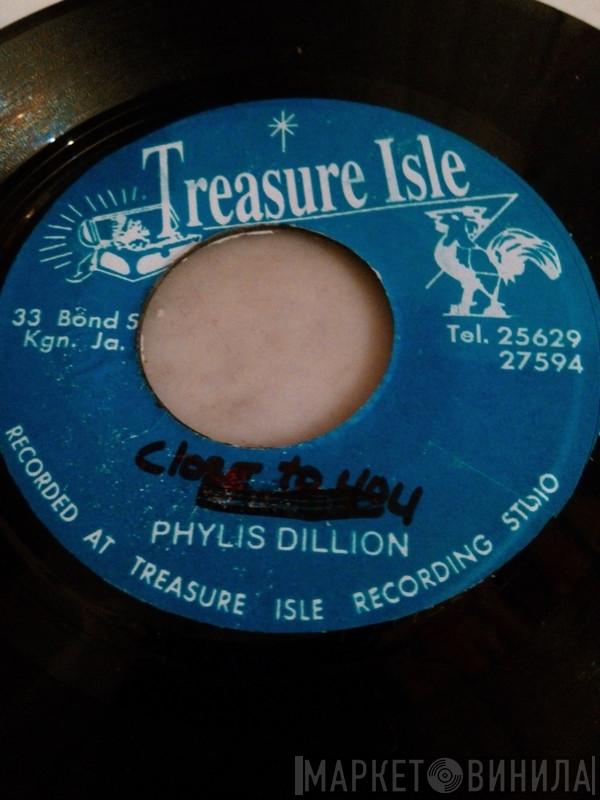 Treasure Isle
33 Bond S
Kgn. Ja.
Tel. 25629
27594
Close to you
PHYLIS DILLION
RECORDED AT TREASURE ISLE RECORDING STUDIO
МАРКЕТ ВИНИЛА